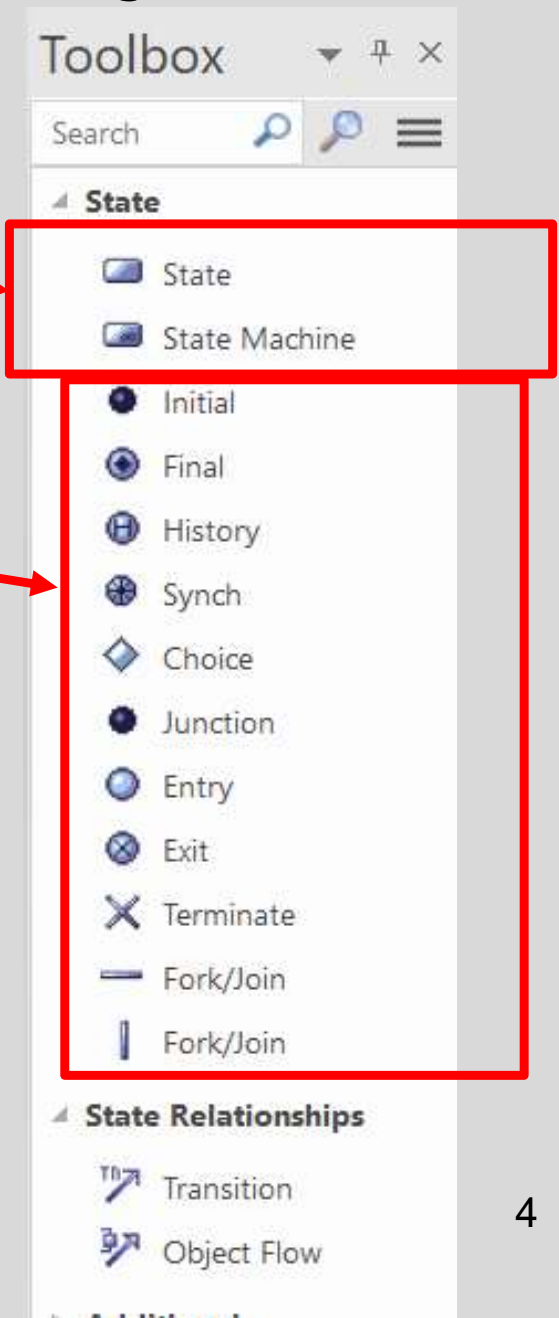 Toolbox
Search
State
State
State Machine
Initial
Final
History
Synch
Choice
Junction
Entry
Exit
Terminate
Fork/Join
Fork/Join
State Relationships
Transition
Object Flow
4